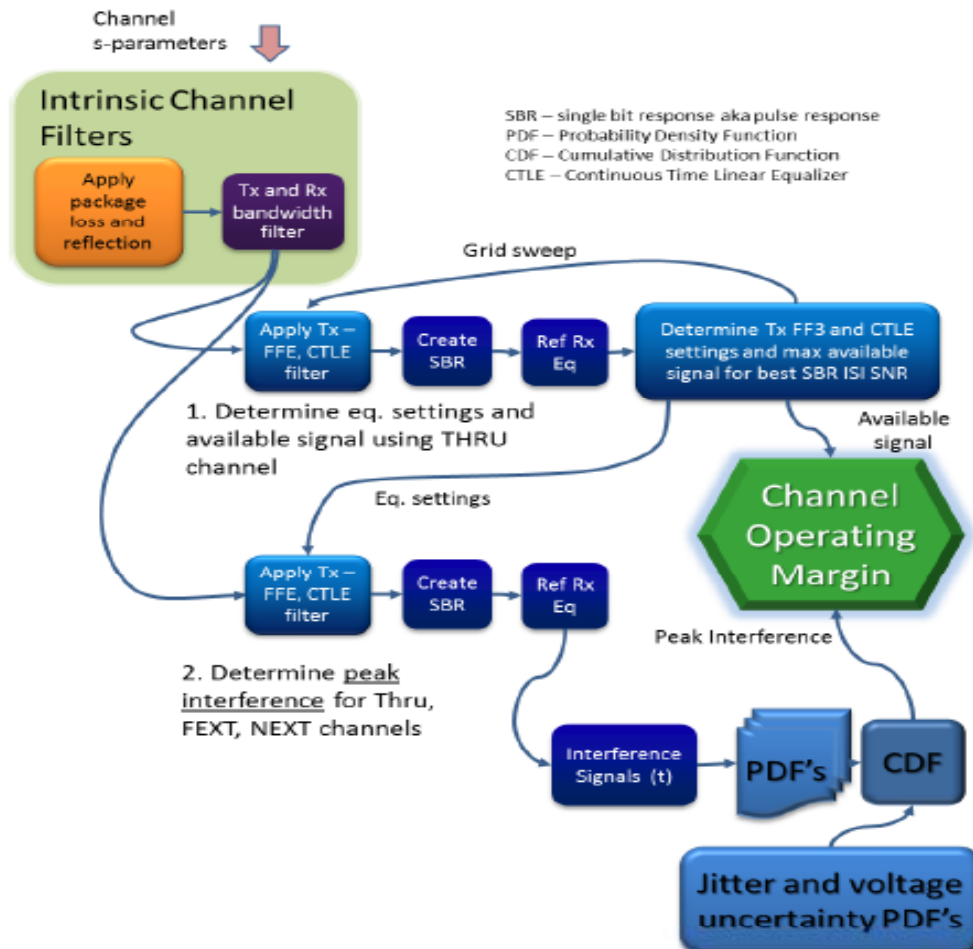 Channel
s-parameters
Intrinsic Channel
Filters
Apply
package
loss and
reflection
Tx and Rx
bandwidth
filter
SBR – single bit response aka pulse response
PDF – Probability Density Function
CDF – Cumulative Distribution Function
CTLE – Continuous Time Linear Equalizer
Grid sweep
Apply Tx –
FFE, CTLE
filter
Create
SBR
Ref Rx
Eq
Determine Tx FF3 and CTLE
settings and max available
signal for best SBR ISI SNR
1. Determine eq. settings and
available signal using THRU
channel
Available
signal
Eq. settings
Channel
Operating
Margin
Apply Tx –
FFE, CTLE
filter
Create
SBR
Ref Rx
Eq
Peak Interference
2. Determine peak
interference for Thru,
FEXT, NEXT channels
Interference
Signals (t)
PDF's
CDF
Jitter and voltage
uncertainty PDF's